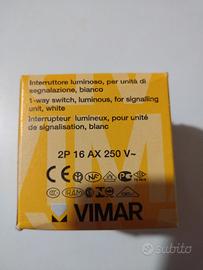 Interruttore luminoso, per unità di
segnalazione, bianco
1-way switch, luminous, for signalling
unit, white
Interrupteur lumineux, pour unité
de signalisation, blanc
2P 16 AX 250 V~
VIMAR
subito